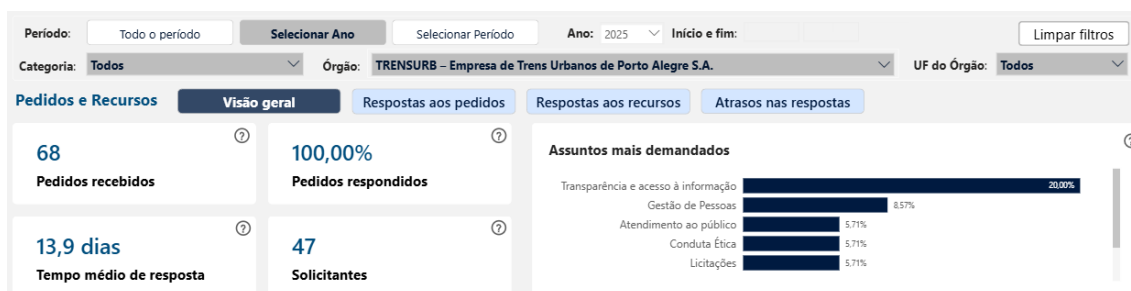 Período: Todo o período Selecionar Ano Selecionar Período Ano: 2025 Início e fim: Limpar filtros
Categoria: Todos Órgão: TRENSURB – Empresa de Trens Urbanos de Porto Alegre S.A. UF do Órgão: Todos
Pedidos e Recursos Visão geral Respostas aos pedidos Respostas aos recursos Atrasos nas respostas
68
Pedidos recebidos
100,00%
Pedidos respondidos
13,9 dias
Tempo médio de resposta
47
Solicitantes
Assuntos mais demandados
Transparência e acesso à informação 20,00%
Gestão de Pessoas 8,57%
Atendimento ao público 5,71%
Conduta Ética 5,71%
Licitações 5,71%